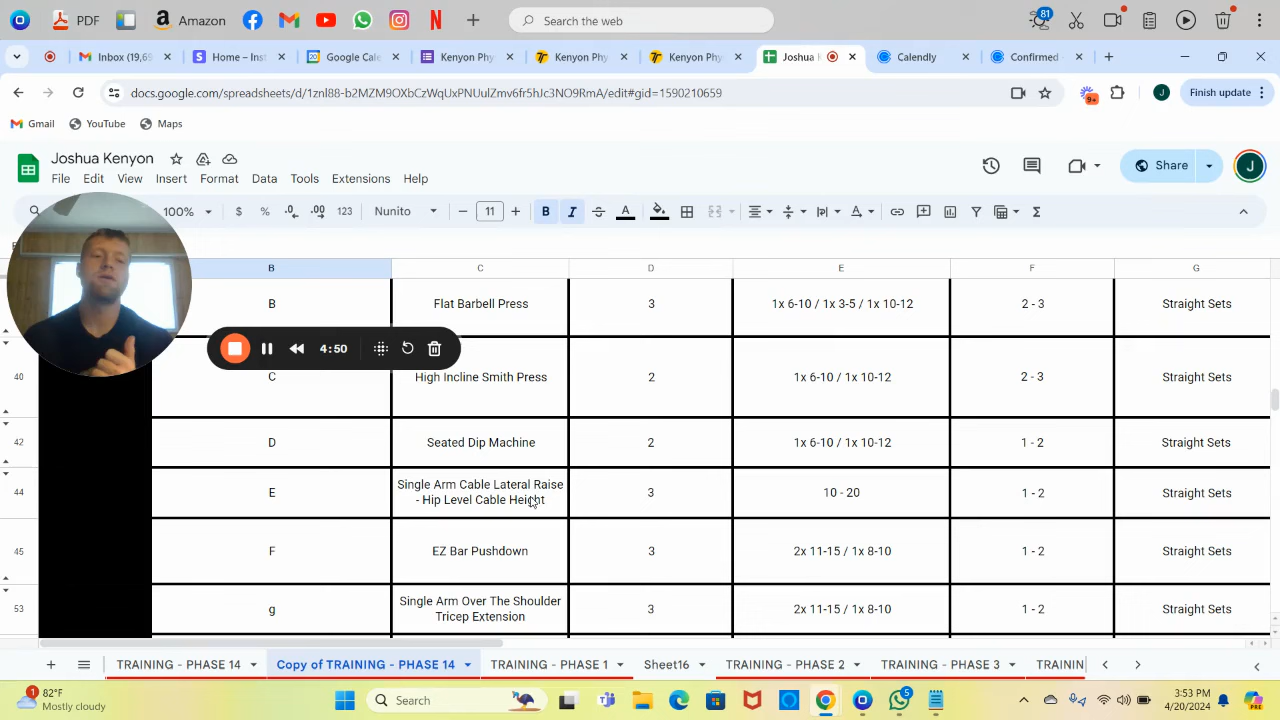 PDF
Amazon
Search the web
81
Inbox (19,69
Home – Inst
Google Cale
Kenyon Phy
Kenyon Phy
Kenyon Phy
Joshua K
Calendly
Confirmed
docs.google.com/spreadsheets/d/1znl88-b2MZM9OXbCzWqUxPNUulZmv6fr5hJc3NO9RmA/edit#gid=1590210659
9+
J
Finish update
Gmail
YouTube
Maps
Joshua Kenyon
Share
J
File Edit View Insert Format Data Tools Extensions Help
100% $ % .0 .00 123 Nunito 11 B I S A
B C D E F G
B Flat Barbell Press 3 1x 6-10 / 1x 3-5 / 1x 10-12 2 - 3 Straight Sets
4:50
40 C High Incline Smith Press 2 1x 6-10 / 1x 10-12 2 - 3 Straight Sets
42 D Seated Dip Machine 2 1x 6-10 / 1x 10-12 1 - 2 Straight Sets
44 E Single Arm Cable Lateral Raise
- Hip Level Cable Height 3 10 - 20 1 - 2 Straight Sets
45 F EZ Bar Pushdown 3 2x 11-15 / 1x 8-10 1 - 2 Straight Sets
53 g Single Arm Over The Shoulder
Tricep Extension 3 2x 11-15 / 1x 8-10 1 - 2 Straight Sets
TRAINING - PHASE 14
Copy of TRAINING - PHASE 14
TRAINING - PHASE 1
Sheet16
TRAINING - PHASE 2
TRAINING - PHASE 3
TRAININ
1
82°F
Mostly cloudy
Search
5
3:53 PM
4/20/2024
PRE